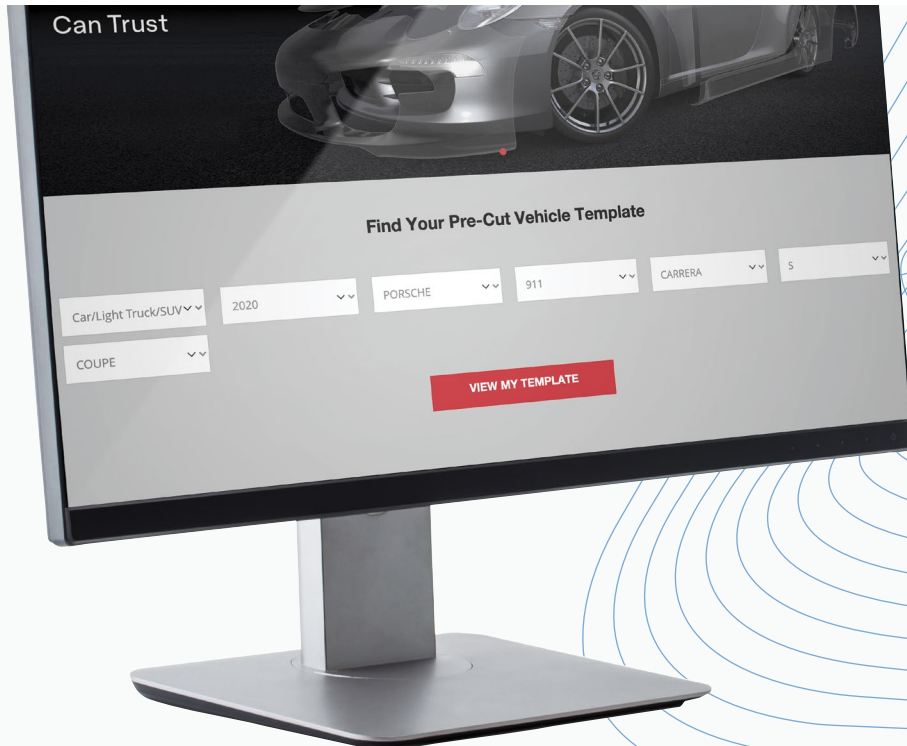 Can Trust
Find Your Pre-Cut Vehicle Template
Car/Light Truck/SUV
2020
PORSCHE
911
CARRERA
S
COUPE
VIEW MY TEMPLATE